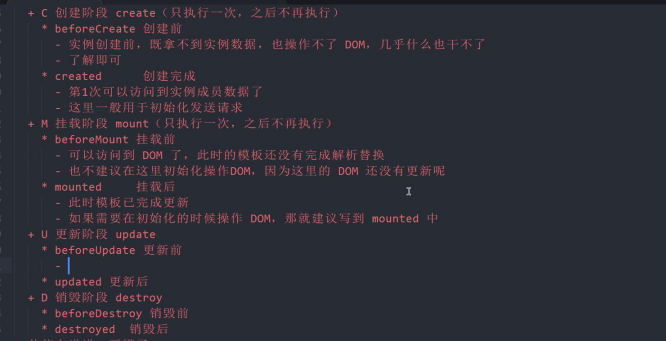 + C 创建阶段 create（只执行一次，之后不再执行）
* beforeCreate 创建前
- 实例创建前，既拿不到实例数据，也操作不了 DOM，几乎什么也干不了
- 了解即可
* created 创建完成
- 第1次可以访问到实例成员数据了
- 这里一般用于初始化发送请求
+ M 挂载阶段 mount（只执行一次，之后不再执行）
* beforeMount 挂载前
- 可以访问到 DOM 了，此时的模板还没有完成解析替换
- 也不建议在这里初始化操作DOM，因为这里的 DOM 还没有更新呢
* mounted 挂载后
- 此时模板已完成更新
- 如果需要在初始化的时候操作 DOM，那就建议写到 mounted 中
+ U 更新阶段 update
* beforeUpdate 更新前
-
* updated 更新后
+ D 销毁阶段 destroy
* beforeDestroy 销毁前
* destroyed 销毁后